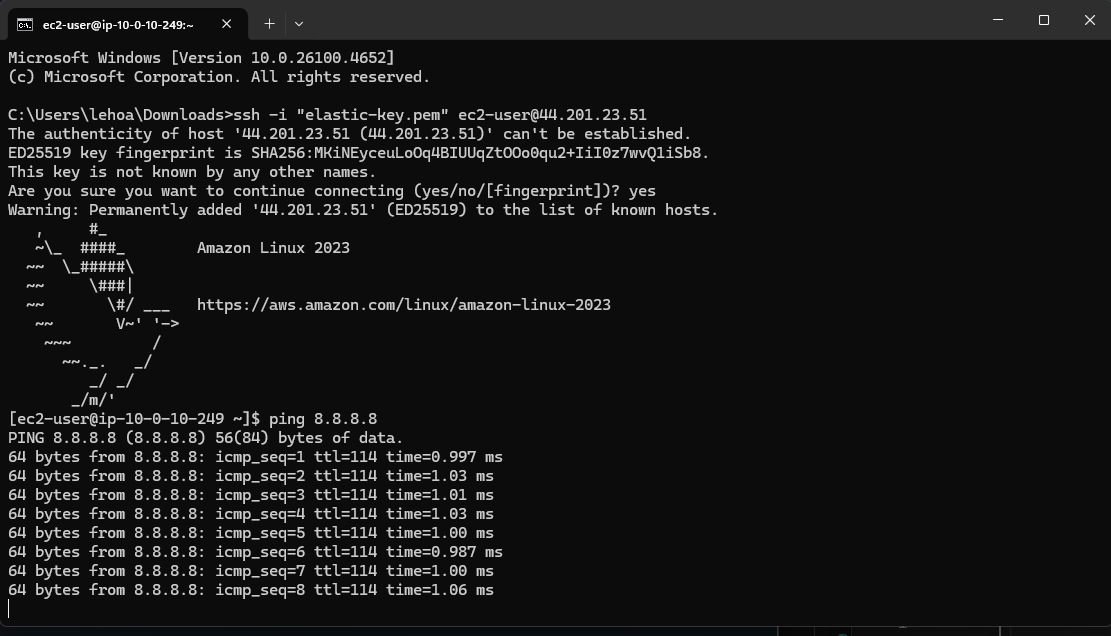 ec2-user@ip-10-0-10-249:~
Microsoft Windows [Version 10.0.26100.4652]
(c) Microsoft Corporation. All rights reserved.
C:\Users\lehoa\Downloads>ssh -i "elastic-key.pem" ec2-user@44.201.23.51
The authenticity of host '44.201.23.51 (44.201.23.51)' can't be established.
ED25519 key fingerprint is SHA256:MKiNEyceuLoOq4BIUUqZtOOo0qu2+IiI0z7wvQ1iSb8.
This key is not known by any other names.
Are you sure you want to continue connecting (yes/no/[fingerprint])? yes
Warning: Permanently added '44.201.23.51' (ED25519) to the list of known hosts.
   ,     #_
   ~\_  ####_        Amazon Linux 2023
  ~~  \_#####\
  ~~     \###|
  ~~       \#/ ___   https://aws.amazon.com/linux/amazon-linux-2023
   ~~       V~' '->
    ~~~         /
      ~~._.   _/
         _/ _/
       _/m/'
[ec2-user@ip-10-0-10-249 ~]$ ping 8.8.8.8
PING 8.8.8.8 (8.8.8.8) 56(84) bytes of data.
64 bytes from 8.8.8.8: icmp_seq=1 ttl=114 time=0.997 ms
64 bytes from 8.8.8.8: icmp_seq=2 ttl=114 time=1.03 ms
64 bytes from 8.8.8.8: icmp_seq=3 ttl=114 time=1.01 ms
64 bytes from 8.8.8.8: icmp_seq=4 ttl=114 time=1.03 ms
64 bytes from 8.8.8.8: icmp_seq=5 ttl=114 time=1.00 ms
64 bytes from 8.8.8.8: icmp_seq=6 ttl=114 time=0.987 ms
64 bytes from 8.8.8.8: icmp_seq=7 ttl=114 time=1.00 ms
64 bytes from 8.8.8.8: icmp_seq=8 ttl=114 time=1.06 ms